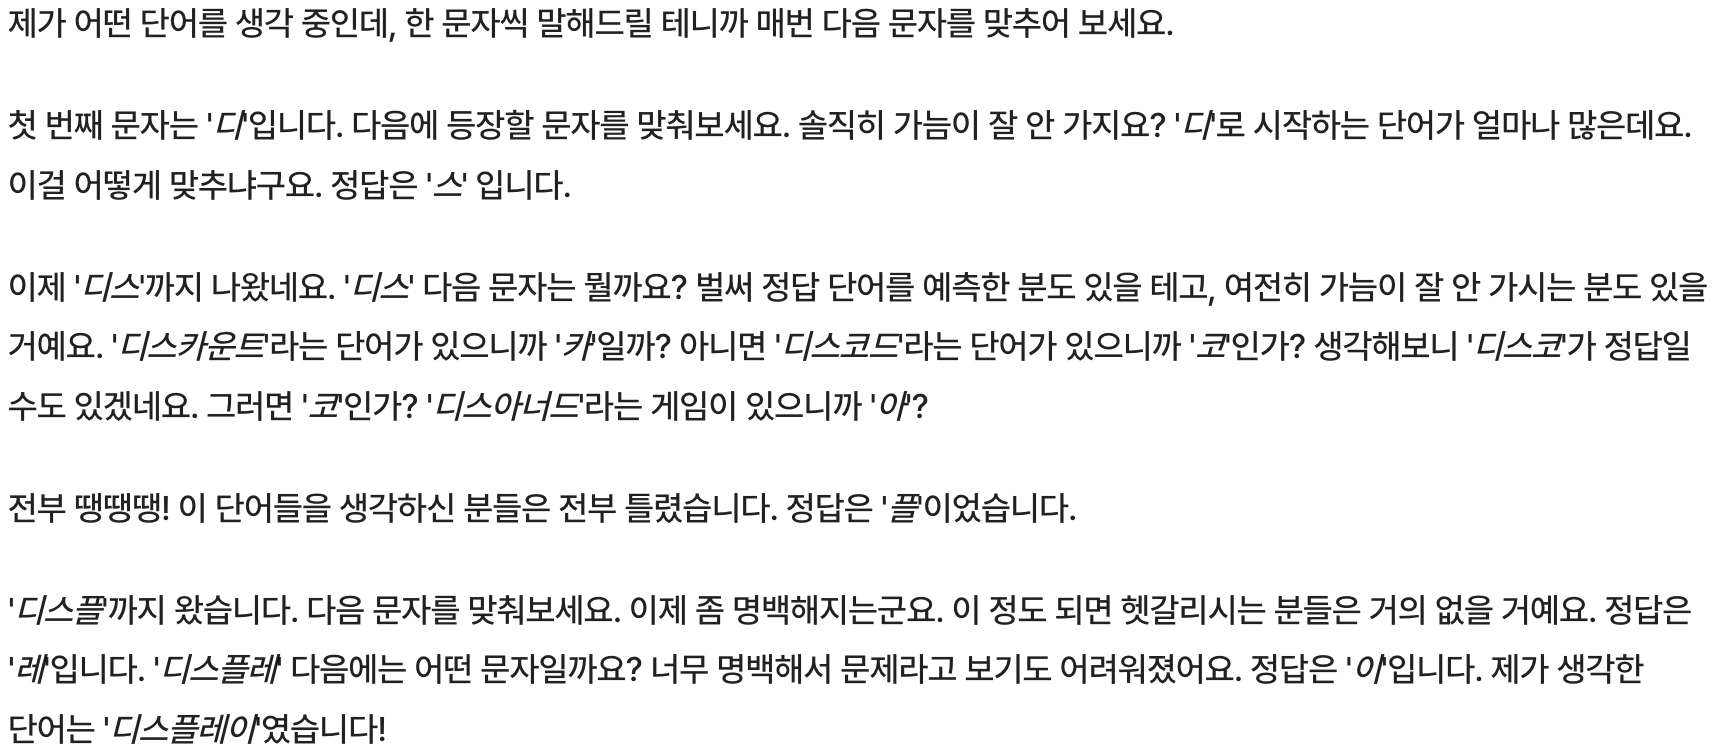 제가 어떤 단어를 생각 중인데, 한 문자씩 말해드릴 테니까 매번 다음 문자를 맞추어 보세요.
첫 번째 문자는 '디'입니다. 다음에 등장할 문자를 맞춰보세요. 솔직히 가늠이 잘 안 가지요? '디'로 시작하는 단어가 얼마나 많은데요.
이걸 어떻게 맞추냐구요. 정답은 '스' 입니다.
이제 '디스'까지 나왔네요. '디스' 다음 문자는 뭘까요? 벌써 정답 단어를 예측한 분도 있을 테고, 여전히 가늠이 잘 안 가시는 분도 있을
거예요. '디스카운트'라는 단어가 있으니까 '카'일까? 아니면 '디스코드'라는 단어가 있으니까 '코'인가? 생각해보니 '디스코'가 정답일
수도 있겠네요. 그러면 '코'인가? '디스아너드'라는 게임이 있으니까 '아'?
전부 땡땡땡! 이 단어들을 생각하신 분들은 전부 틀렸습니다. 정답은 '플'이었습니다.
'디스플'까지 왔습니다. 다음 문자를 맞춰보세요. 이제 좀 명백해지는군요. 이 정도 되면 헷갈리시는 분들은 거의 없을 거예요. 정답은
'레'입니다. '디스플레' 다음에는 어떤 문자일까요? 너무 명백해서 문제라고 보기도 어려워졌어요. 정답은 '이'입니다. 제가 생각한
단어는 '디스플레이'였습니다!